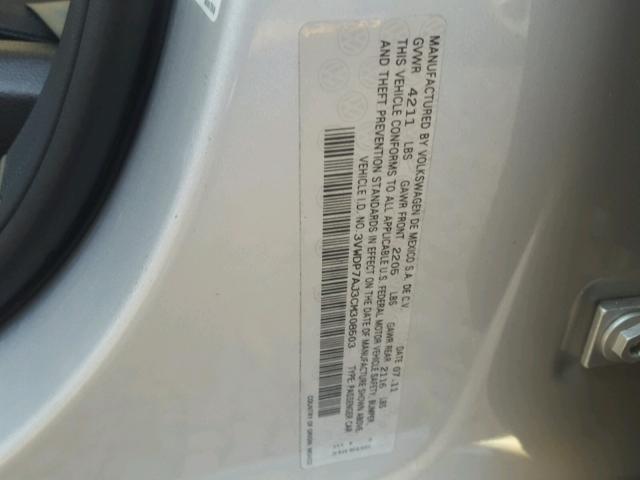 MANUFACTURED BY VOLKSWAGEN DE MEXICO S.A. DE C.V. DATE 07.11
GVWR 4211 LBS GAWR FRONT 2205 LBS GAWR REAR 2116 LBS
THIS VEHICLE CONFORMS TO ALL APPLICABLE U.S. FEDERAL MOTOR VEHICLE SAFETY, BUMPER,
AND THEFT PREVENTION STANDARDS IN EFFECT ON THE DATE OF MANUFACTURE SHOWN ABOVE.
VEHICLE I.D. NO. 3VWDP7AJ3CM308503 TYPE: PASSENGER CAR
COUNTRY OF ORIGIN: MEXICO